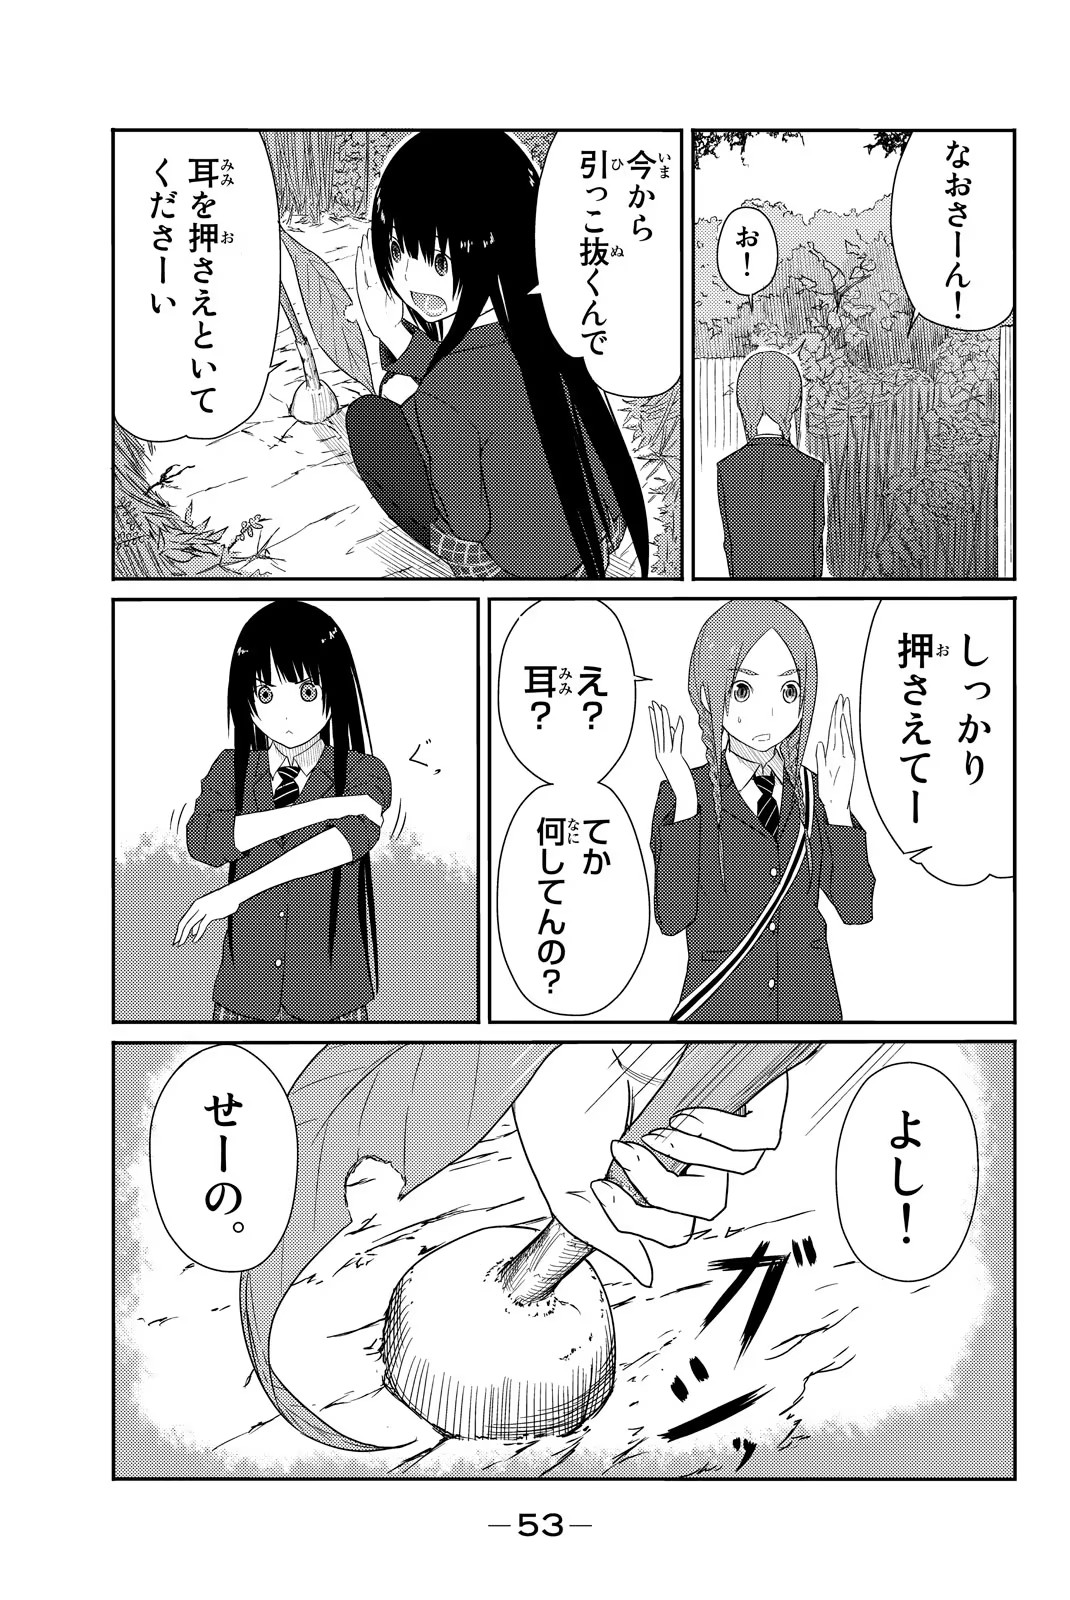 なおさーん！
お！
今から
引っこ抜くんで
耳を押さえといて
くださーい
しっかり
押さえてー
え？
耳？
てか
何してんの？
ぐっ
よし！
せーの。
ガシッ
—53—